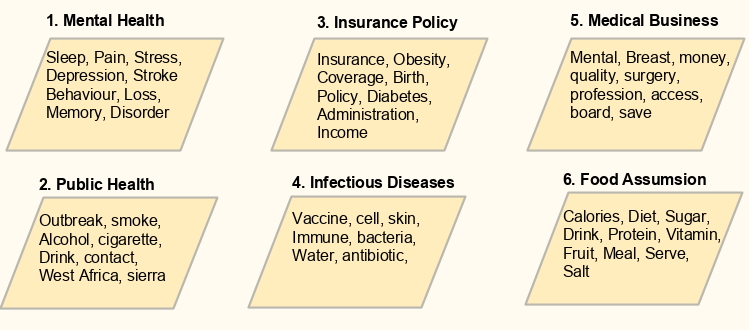 1. Mental Health
Sleep, Pain, Stress,
Depression, Stroke
Behaviour, Loss,
Memory, Disorder
2. Public Health
Outbreak, smoke,
Alcohol, cigarette,
Drink, contact,
West Africa, sierra
3. Insurance Policy
Insurance, Obesity,
Coverage, Birth,
Policy, Diabetes,
Administration,
Income
4. Infectious Diseases
Vaccine, cell, skin,
Immune, bacteria,
Water, antibiotic,
5. Medical Business
Mental, Breast, money,
quality, surgery,
profession, access,
board, save
6. Food Assumsion
Calories, Diet, Sugar,
Drink, Protein, Vitamin,
Fruit, Meal, Serve,
Salt